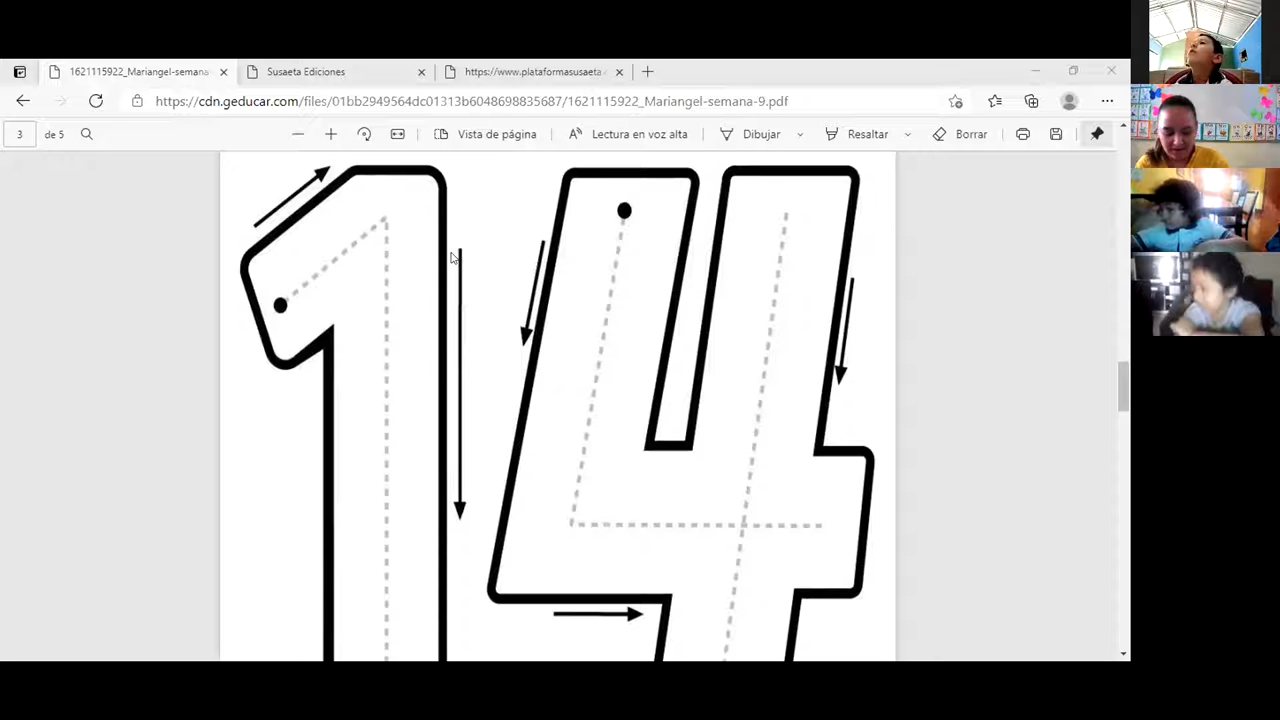 1621115922_Mariangel-semana
Susaeta Ediciones
https://www.plataformasusaeta.
https://cdn.geducar.com/files/01bb2949564dc01113b6048698835687/1621115922_Mariangel-semana-9.pdf
3 de 5
Vista de página
Lectura en voz alta
Dibujar
Resaltar
Borrar
14